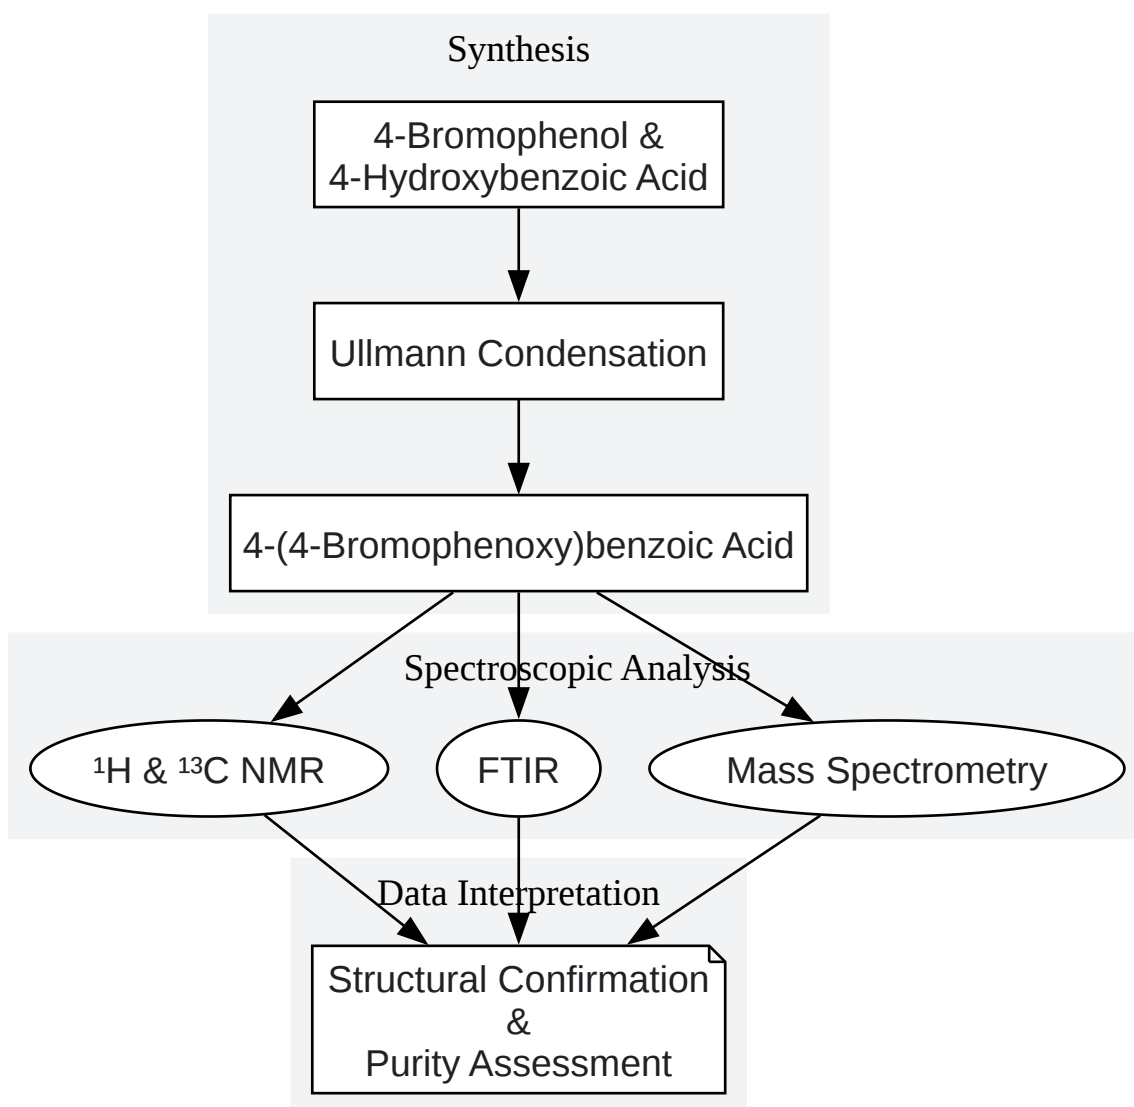 Synthesis
4-Bromophenol &
4-Hydroxybenzoic Acid
Ullmann Condensation
4-(4-Bromophenoxy)benzoic Acid
Spectroscopic Analysis
¹H & ¹³C NMR
FTIR
Mass Spectrometry
Data Interpretation
Structural Confirmation
&
Purity Assessment